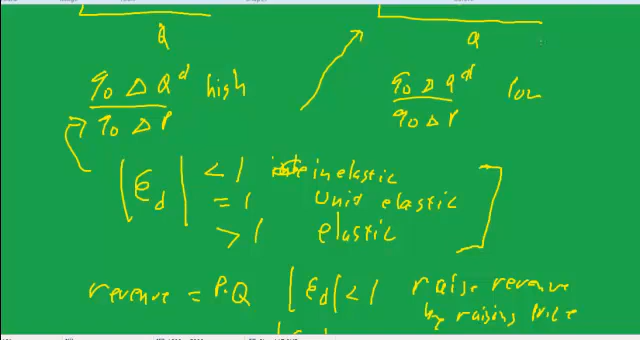 Q Q
% Δ Q^d high % Δ Q^d low
% Δ P % Δ P
|ε_d| < 1 inelastic
= 1 unit elastic
> 1 elastic
revenue = P·Q |ε_d| < 1 raise revenue
by raising price